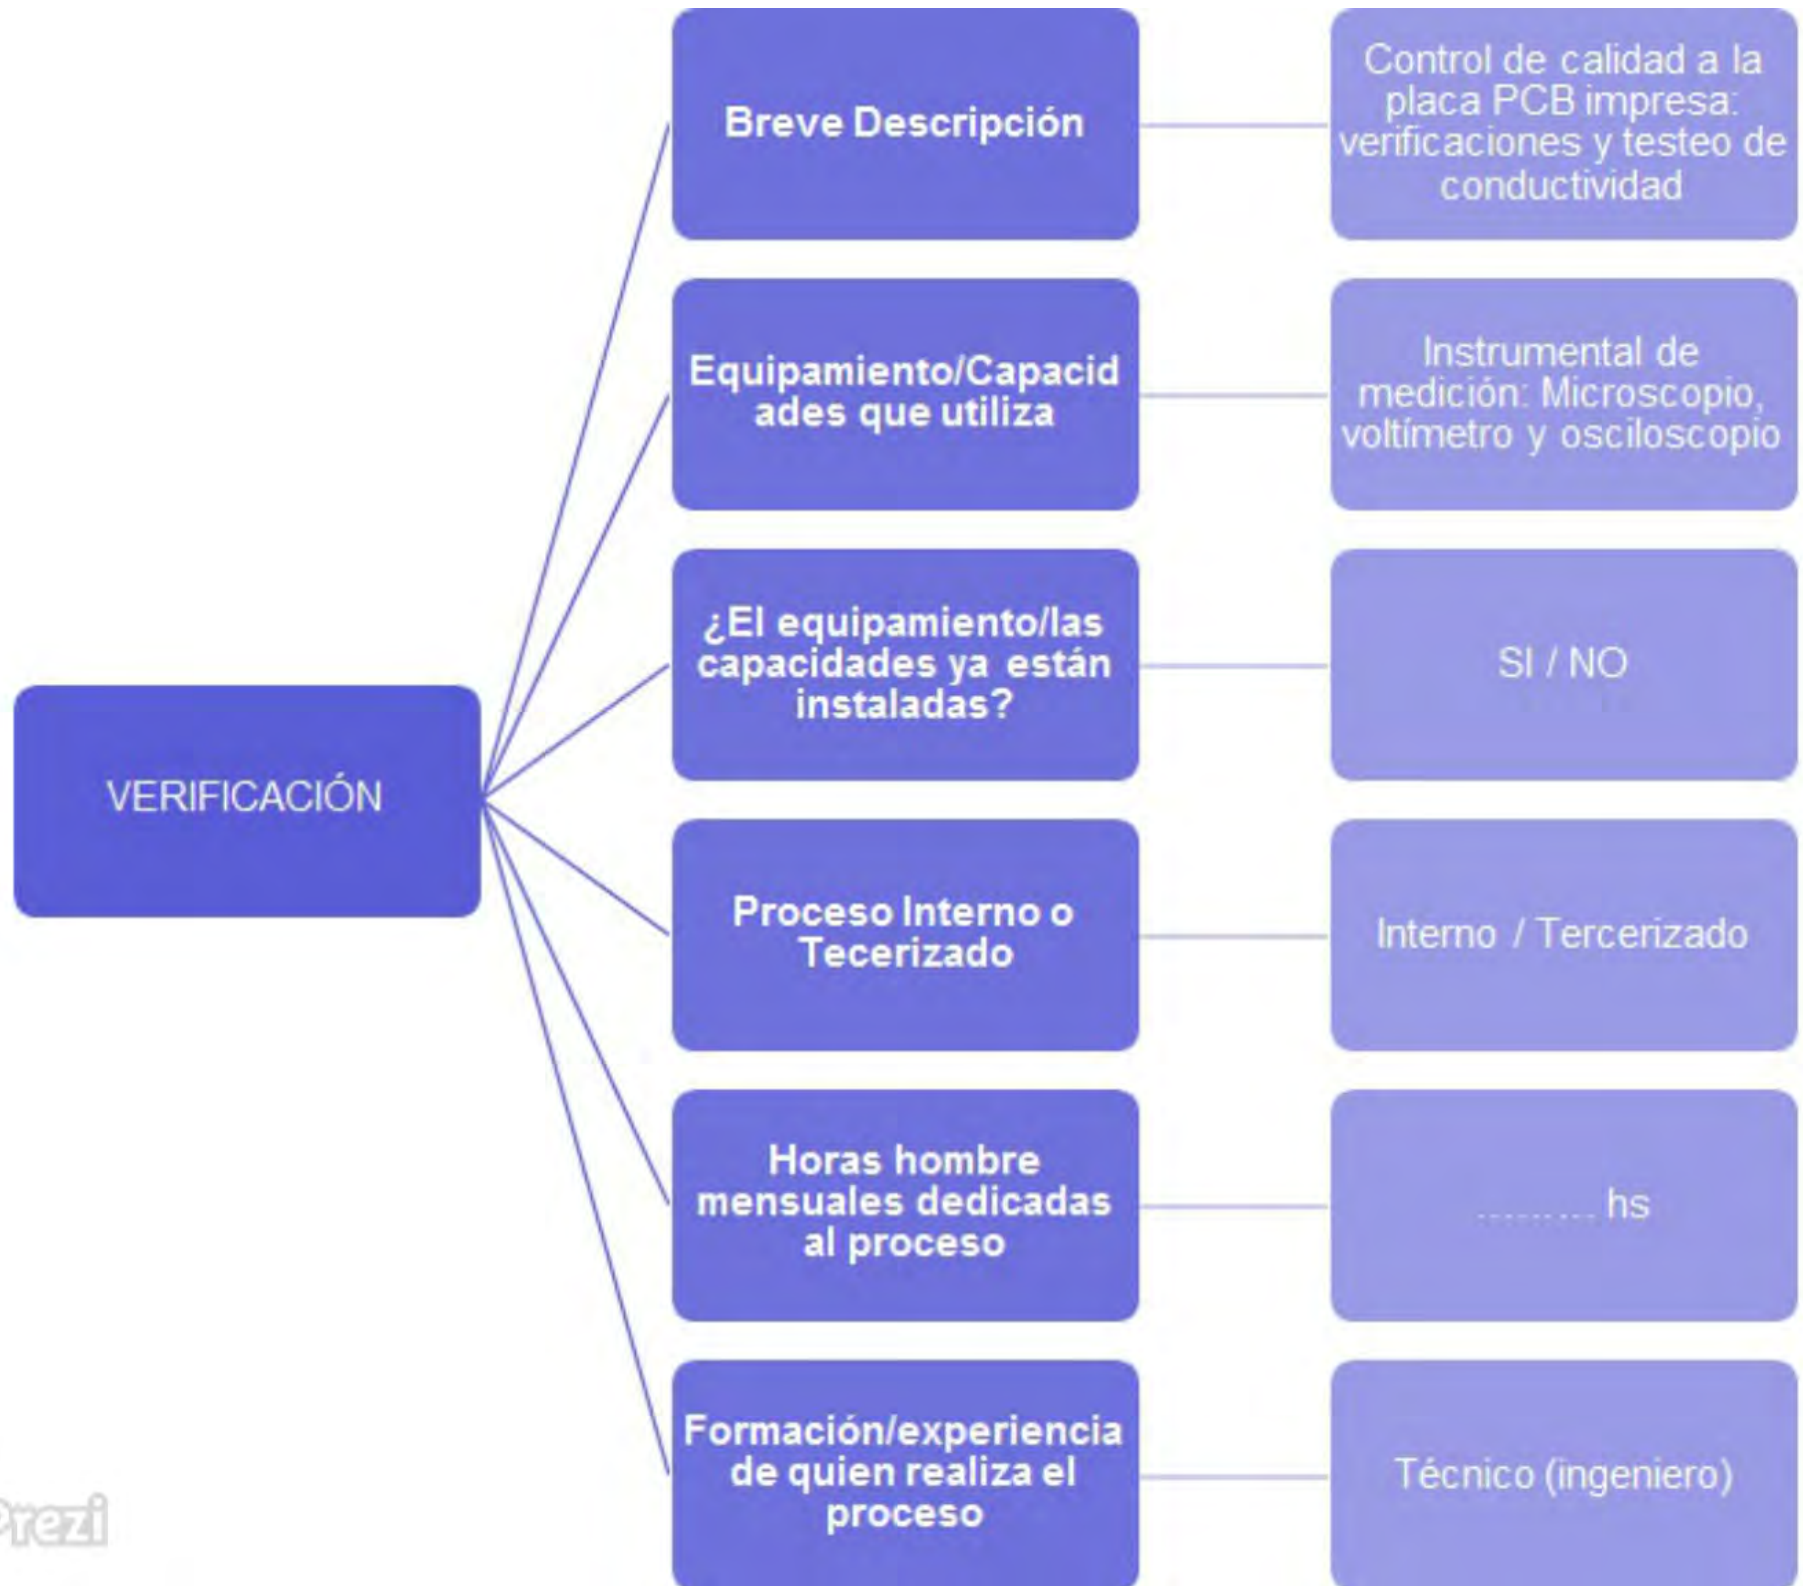 Breve Descripción
Control de calidad a la
placa PCB impresa:
verificaciones y testeo de
conductividad
Equipamiento/Capacid
ades que utiliza
Instrumental de
medición: Microscopio,
voltímetro y osciloscopio
¿El equipamiento/las
capacidades ya están
instaladas?
SI / NO
VERIFICACIÓN
Proceso Interno o
Tecerizado
Interno / Tercerizado
Horas hombre
mensuales dedicadas
al proceso
.......... hs
Formación/experiencia
de quien realiza el
proceso
Técnico (ingeniero)
Prezi